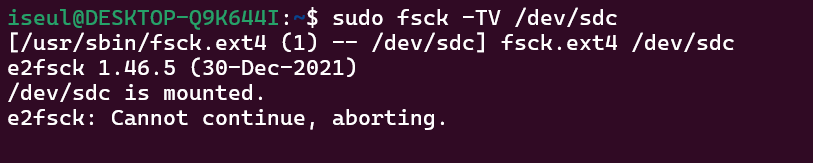 iseul@DESKTOP-Q9K644I:~$ sudo fsck -TV /dev/sdc
[/usr/sbin/fsck.ext4 (1) -- /dev/sdc] fsck.ext4 /dev/sdc
e2fsck 1.46.5 (30-Dec-2021)
/dev/sdc is mounted.
e2fsck: Cannot continue, aborting.